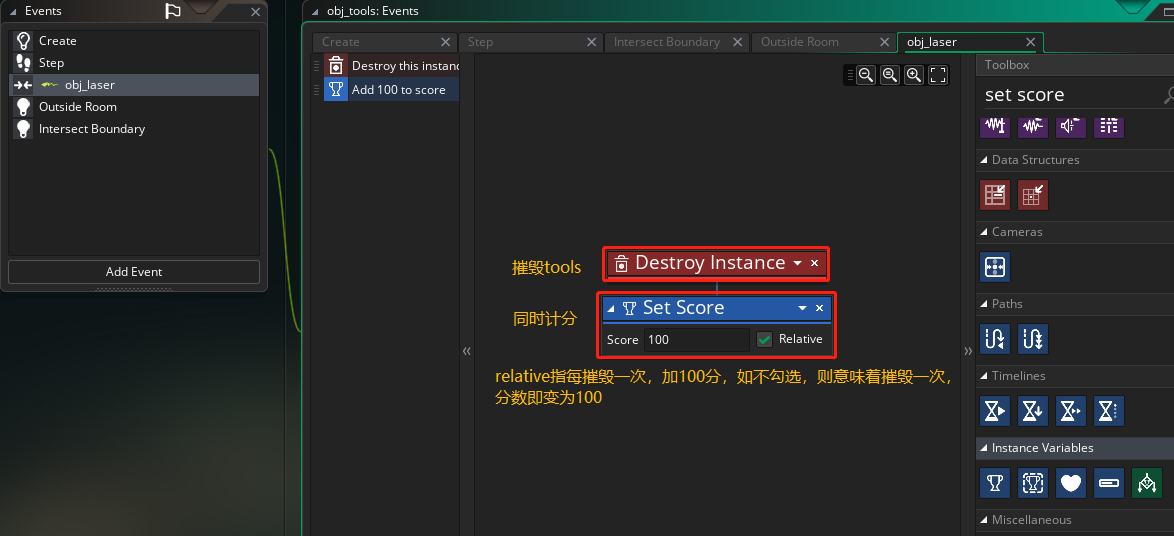 Events
Create
Step
obj_laser
Outside Room
Intersect Boundary
Add Event
obj_tools: Events
Create
Step
Intersect Boundary
Outside Room
obj_laser
Destroy this instanc
Add 100 to score
摧毁tools
Destroy Instance
同时计分
Set Score
Score 100 Relative
relative指每摧毁一次，加100分，如不勾选，则意味着摧毁一次，
分数即变为100
Toolbox
set score
Data Structures
Cameras
Paths
Timelines
Instance Variables
Miscellaneous